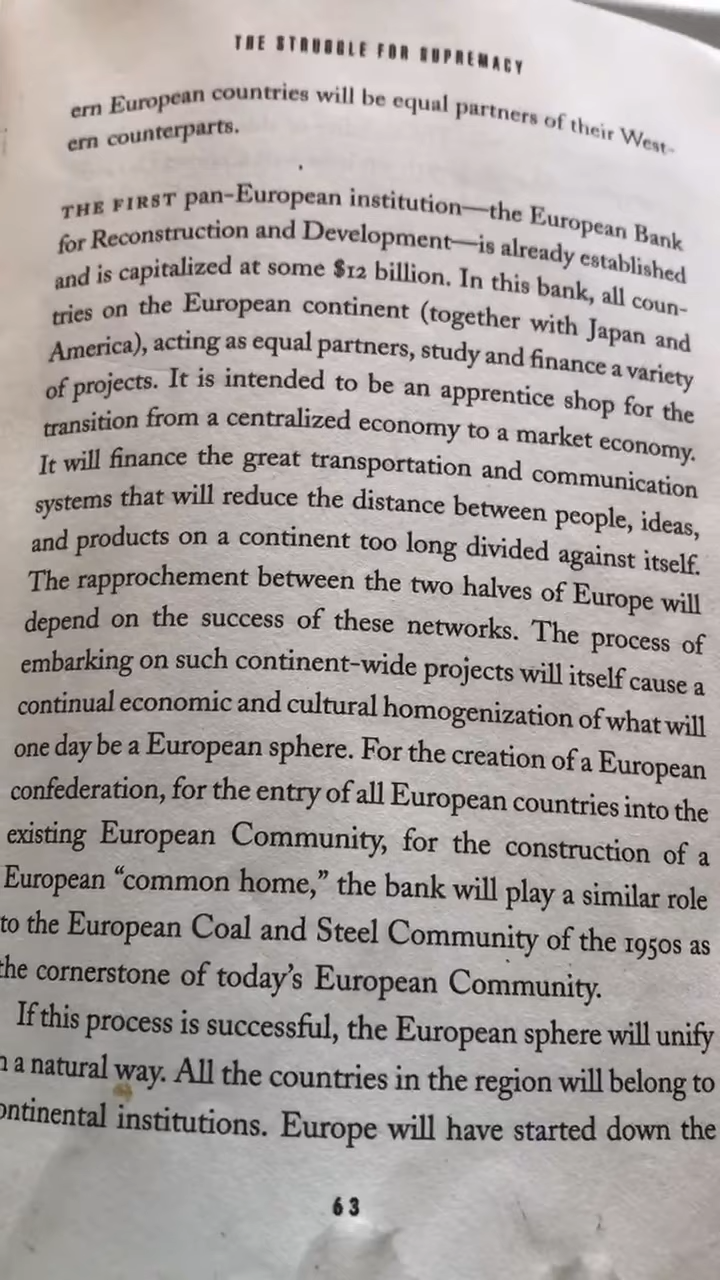 THE STRUGGLE FOR SUPREMACY
ern European countries will be equal partners of their West-
ern counterparts.
THE FIRST pan-European institution—the European Bank
for Reconstruction and Development—is already established
and is capitalized at some $12 billion. In this bank, all coun-
tries on the European continent (together with Japan and
America), acting as equal partners, study and finance a variety
of projects. It is intended to be an apprentice shop for the
transition from a centralized economy to a market economy.
It will finance the great transportation and communication
systems that will reduce the distance between people, ideas,
and products on a continent too long divided against itself.
The rapprochement between the two halves of Europe will
depend on the success of these networks. The process of
embarking on such continent-wide projects will itself cause a
continual economic and cultural homogenization of what will
one day be a European sphere. For the creation of a European
confederation, for the entry of all European countries into the
existing European Community, for the construction of a
European “common home,” the bank will play a similar role
to the European Coal and Steel Community of the 1950s as
the cornerstone of today’s European Community.
If this process is successful, the European sphere will unify
n a natural way. All the countries in the region will belong to
ontinental institutions. Europe will have started down the
63